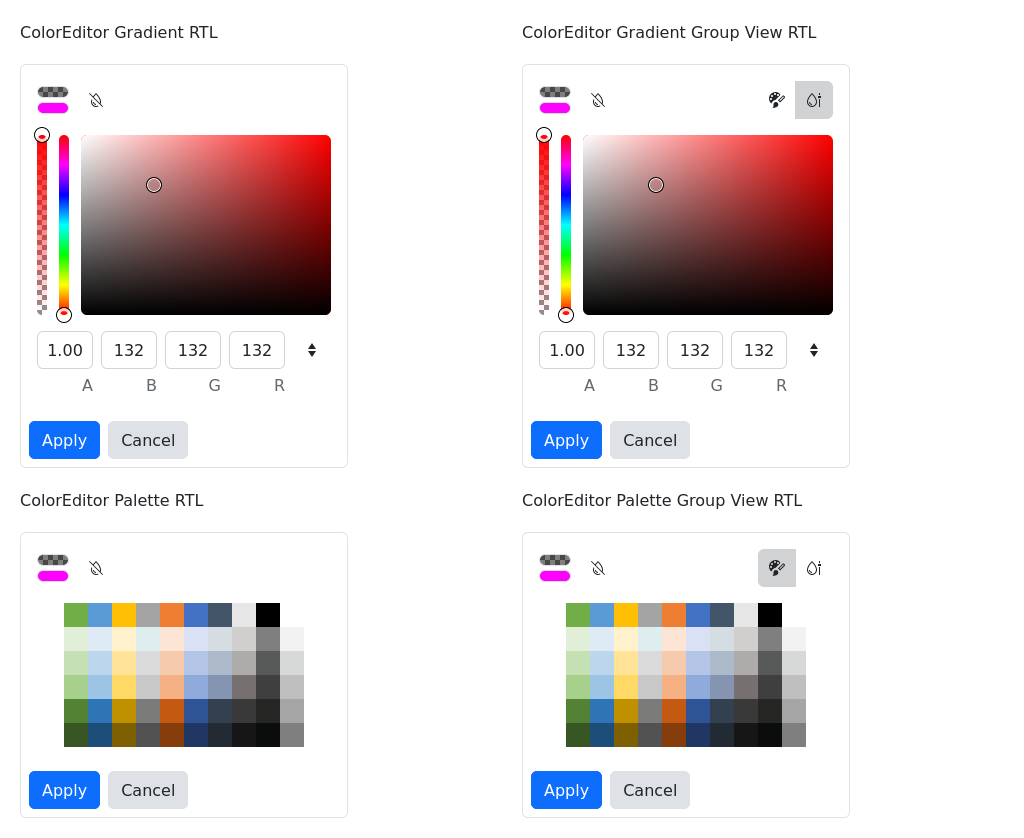 ColorEditor Gradient RTL
1.00 132 132 132
A B G R
Apply Cancel
ColorEditor Gradient Group View RTL
1.00 132 132 132
A B G R
Apply Cancel
ColorEditor Palette RTL
Apply Cancel
ColorEditor Palette Group View RTL
Apply Cancel